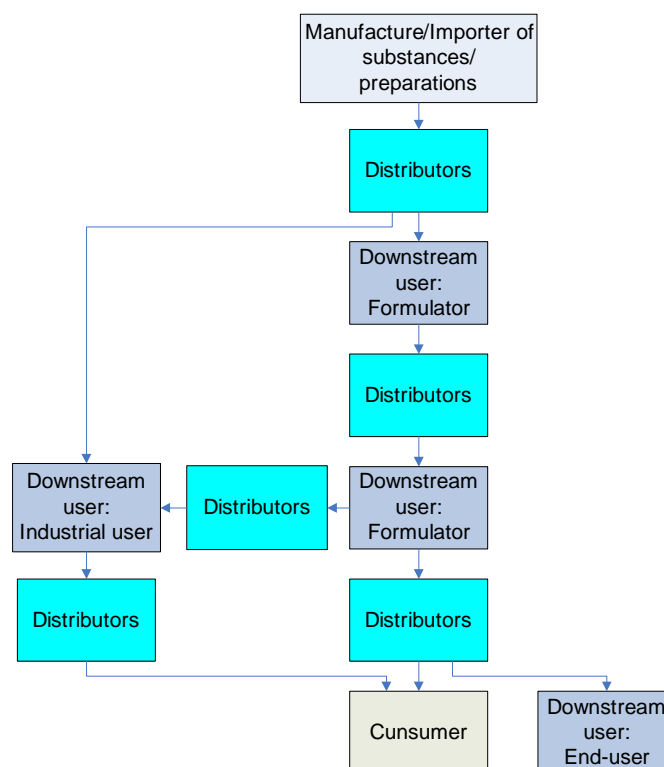 Manufacture/Importer of
substances/
preparations
Distributors
Downstream
user:
Formulator
Distributors
Downstream
user:
Industrial user
Distributors
Downstream
user:
Formulator
Distributors
Distributors
Cunsumer
Downstream
user:
End-user